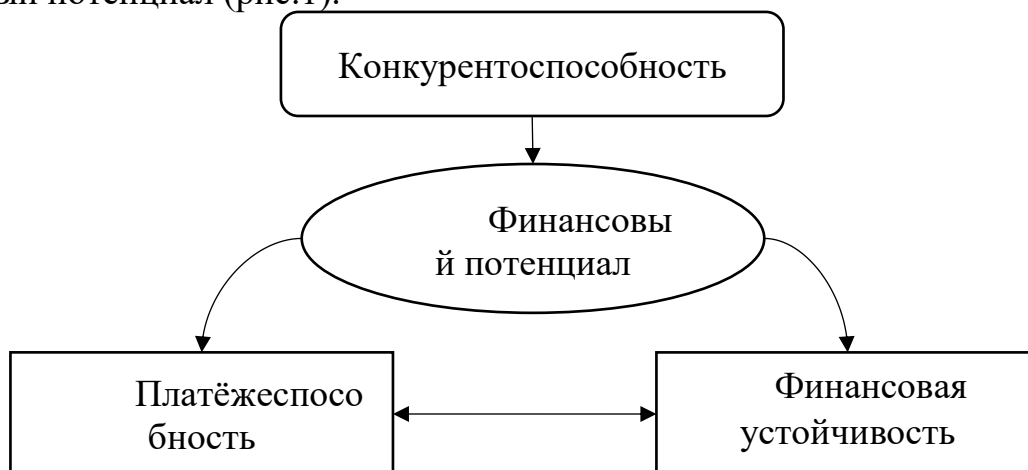 потенциал (рис.1).
Конкурентоспособность
Финансовы
й потенциал
Платёжеспосо
бность
Финансовая
устойчивость